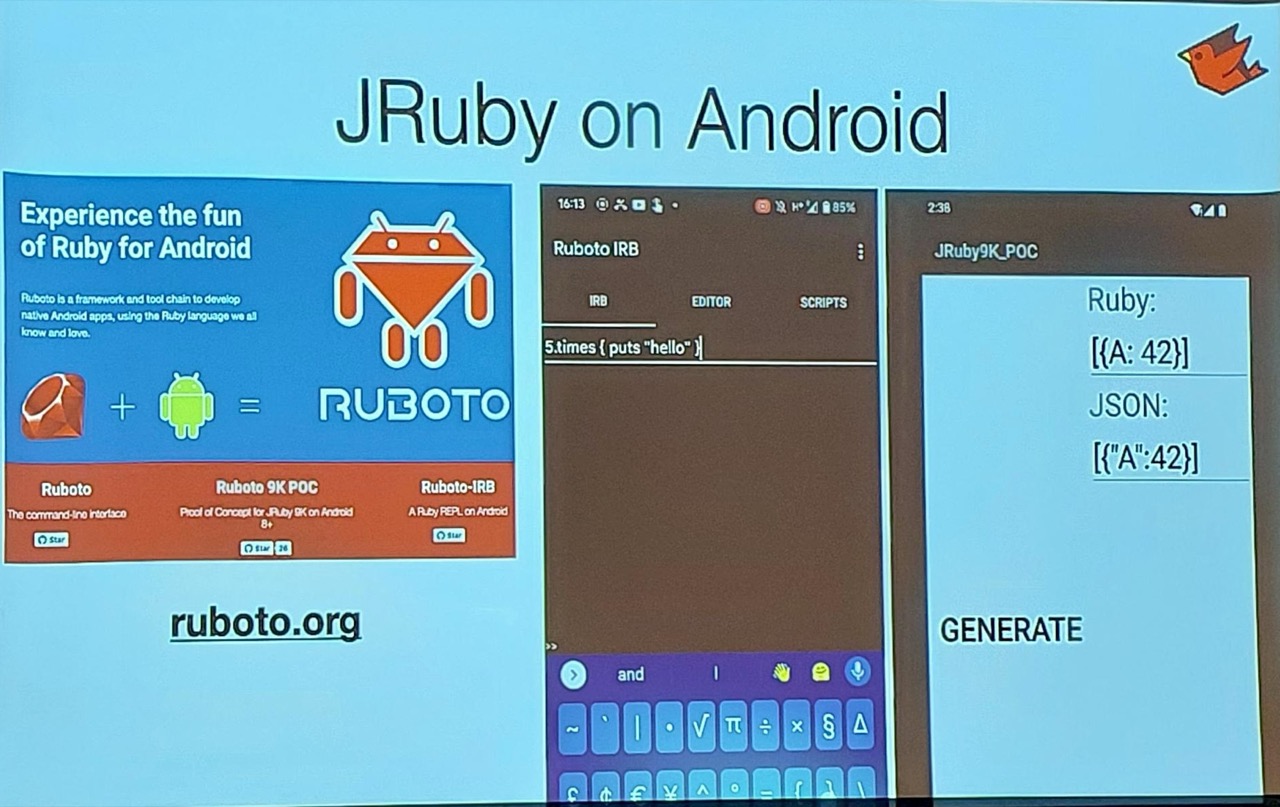 JRuby on Android
Experience the fun
of Ruby for Android
Ruboto is a framework and tool chain to develop
native Android apps, using the Ruby language we all
know and love.
+
=
RUBOTO
Ruboto
The command-line interface
Star
Ruboto 9K POC
Proof of Concept for JRuby 9K on Android
8+
Star 26
Ruboto-IRB
A Ruby REPL on Android
Star
ruboto.org
16:13
H+
85%
Ruboto IRB
IRB EDITOR SCRIPTS
5.times { puts "hello" }
>>
and I
~ ` | • √ π ÷ × § Δ
£ ¢ € ¥ ^ ° = { } \
2:38
JRuby9K_POC
Ruby:
[{A: 42}]
JSON:
[{"A":42}]
GENERATE